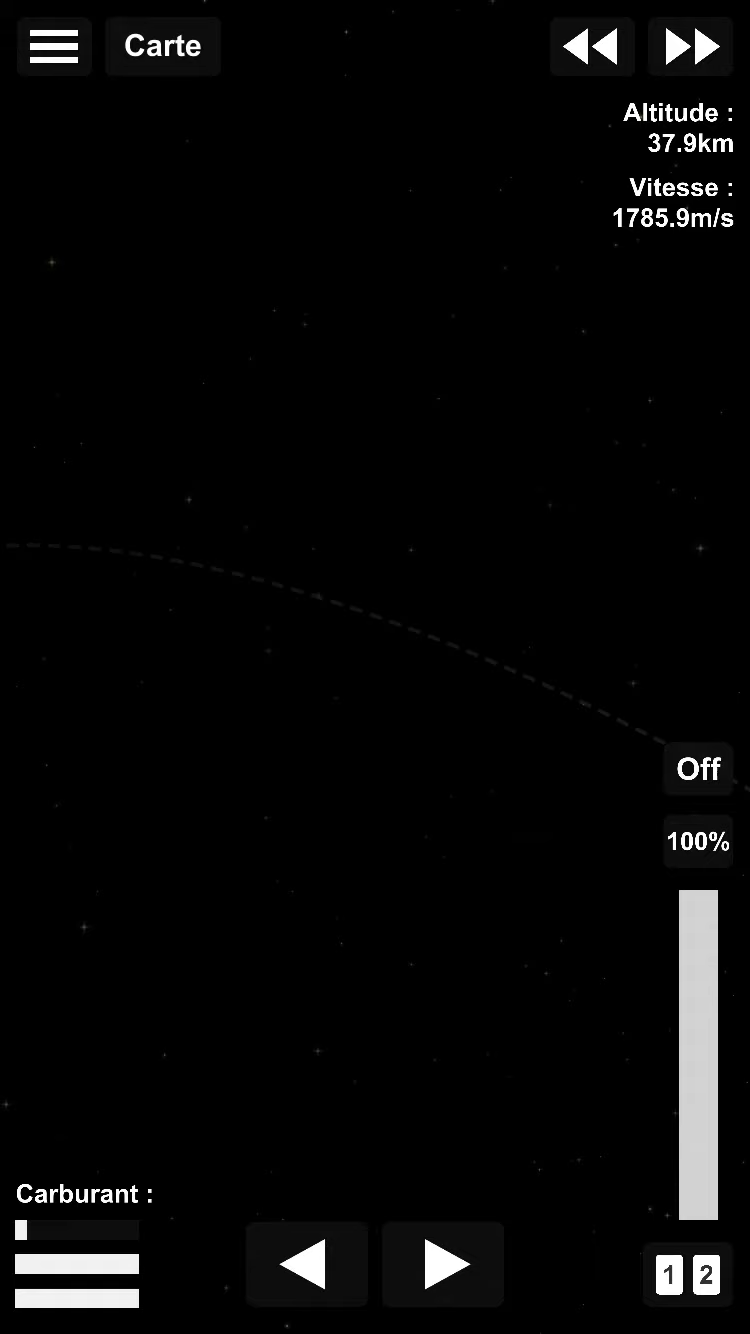 Carte
Altitude :
37.9km
Vitesse :
1785.9m/s
Off
100%
Carburant :
1 2